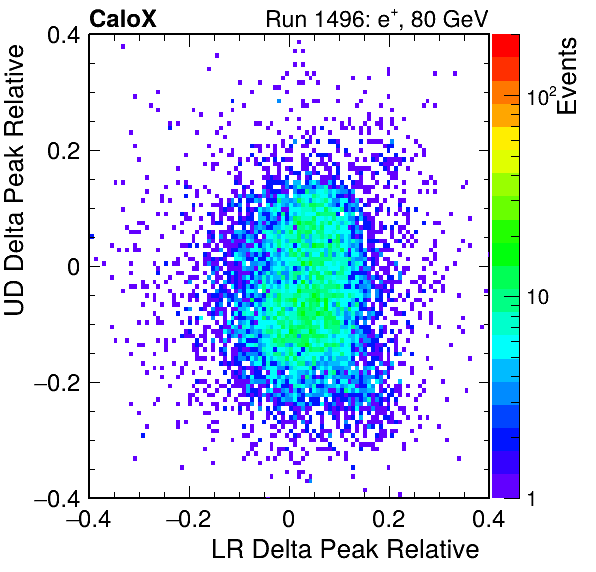 CaloX Run 1496: e⁺, 80 GeV
0.4
0.2
0
−0.2
−0.4
−0.4 −0.2 0 0.2 0.4
UD Delta Peak Relative
LR Delta Peak Relative
10²
10
1
Events